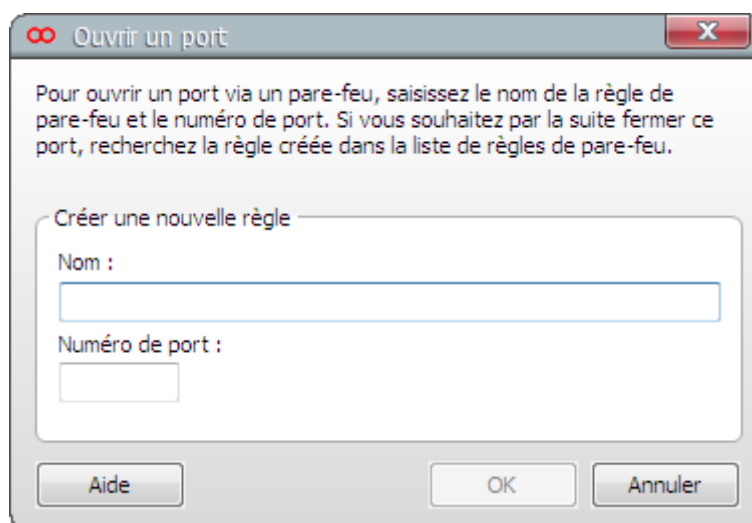 Ouvrir un port
Pour ouvrir un port via un pare-feu, saisissez le nom de la règle de
pare-feu et le numéro de port. Si vous souhaitez par la suite fermer ce
port, recherchez la règle créée dans la liste de règles de pare-feu.
Créer une nouvelle règle
Nom :
Numéro de port :
Aide
OK
Annuler